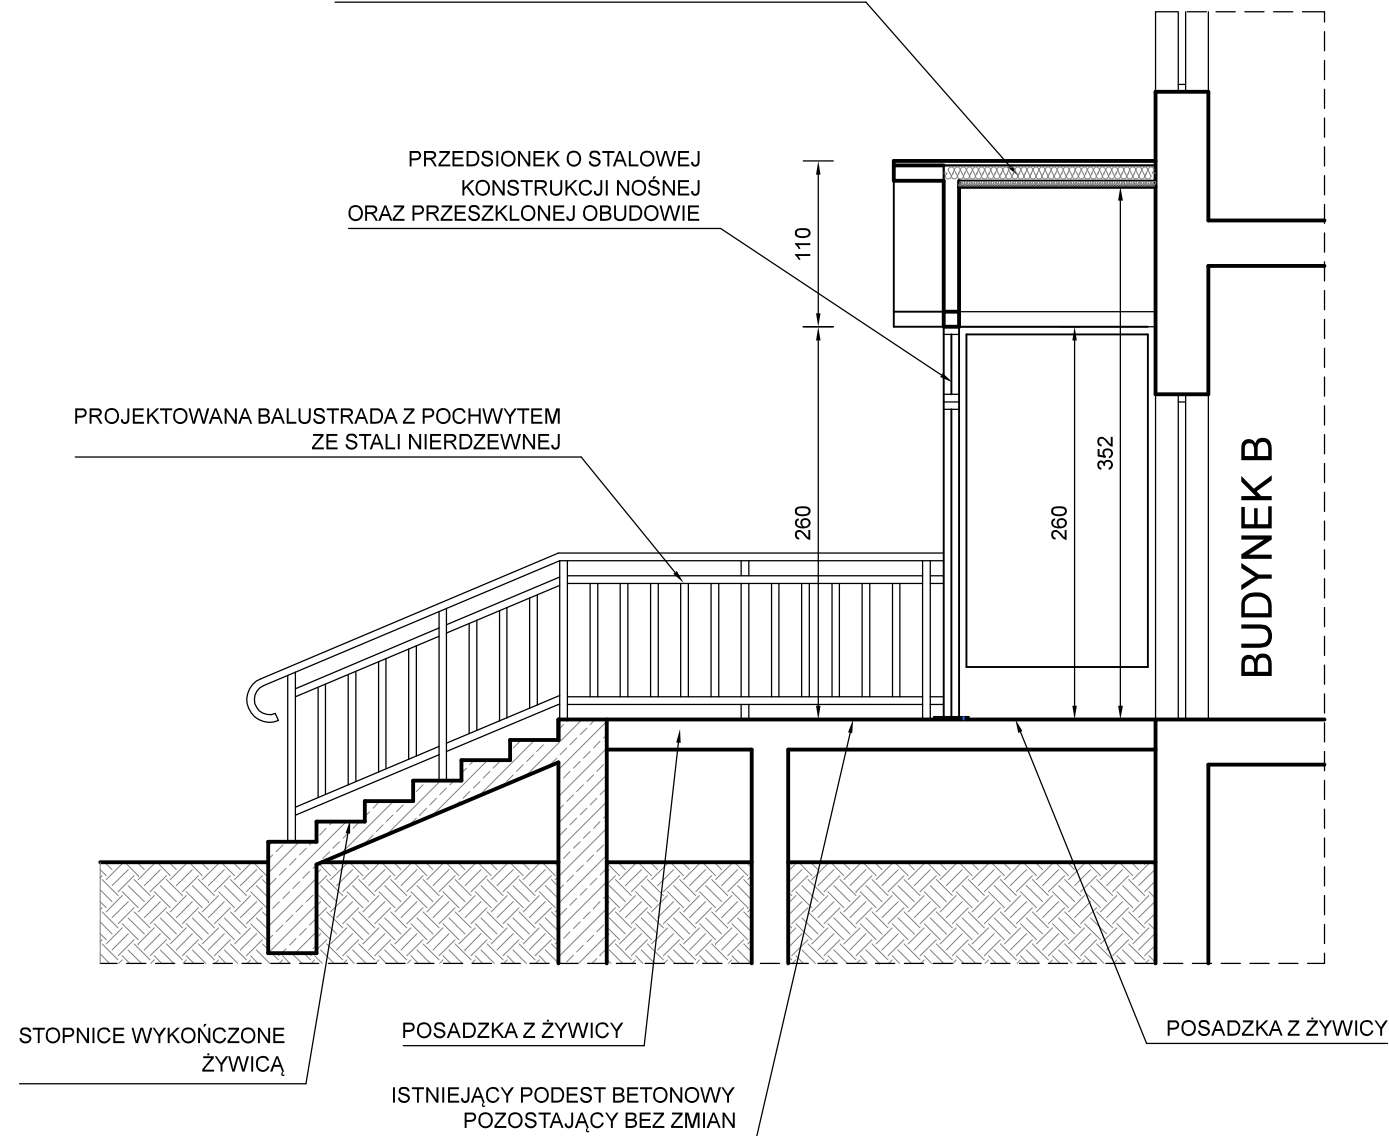 PRZEDSIONEK O STALOWEJ
KONSTRUKCJI NOŚNEJ
ORAZ PRZESZKLONEJ OBUDOWIE
110
PROJEKTOWANA BALUSTRADA Z POCHWYTEM
ZE STALI NIERDZEWNEJ
260
260
352
BUDYNEK B
STOPNICE WYKOŃCZONE
ŻYWICĄ
POSADZKA Z ŻYWICY
POSADZKA Z ŻYWICY
ISTNIEJĄCY PODEST BETONOWY
POZOSTAJĄCY BEZ ZMIAN